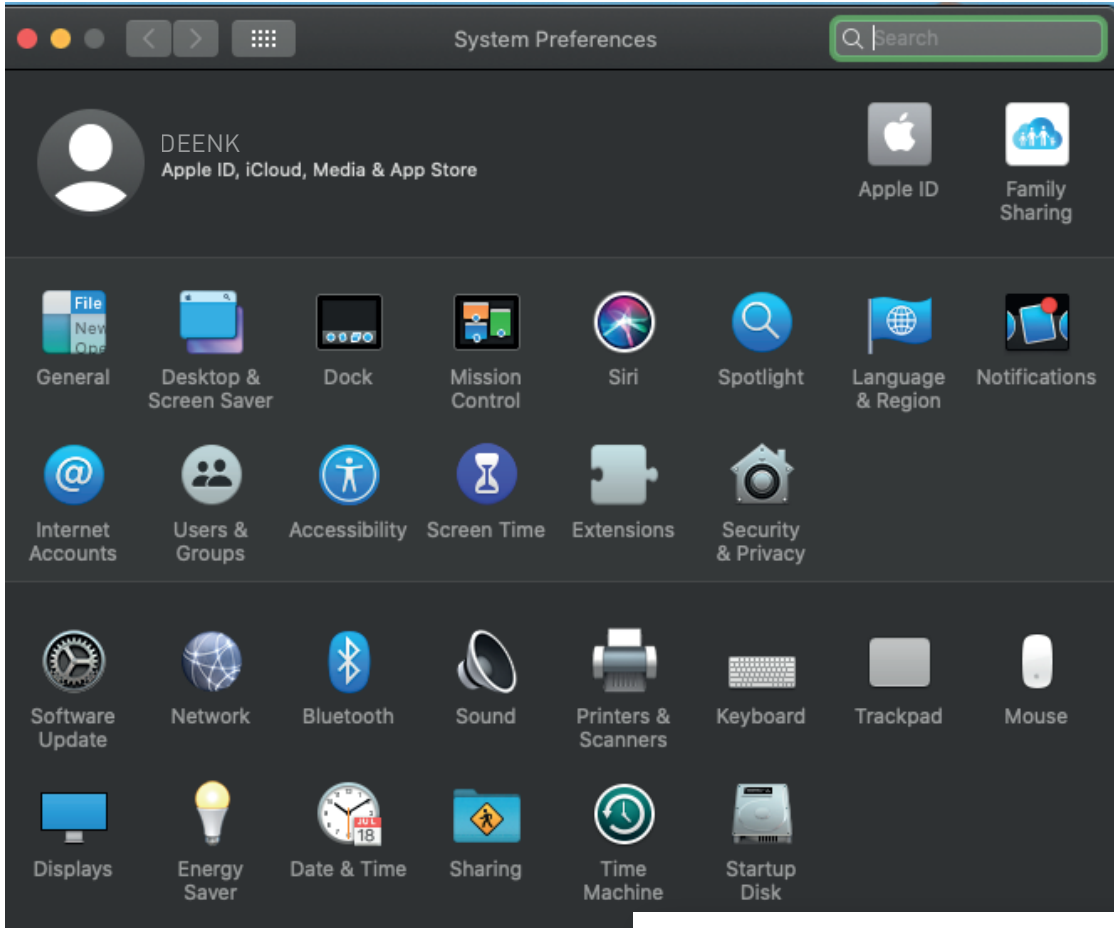 System Preferences
Search
DEENK
Apple ID, iCloud, Media & App Store
Apple ID
Family
Sharing
File
New
Ope
General
Desktop &
Screen Saver
Dock
Mission
Control
Siri
Spotlight
Language
& Region
Notifications
Internet
Accounts
Users &
Groups
Accessibility
Screen Time
Extensions
Security
& Privacy
Software
Update
Network
Bluetooth
Sound
Printers &
Scanners
Keyboard
Trackpad
Mouse
Displays
Energy
Saver
JUL
18
Date & Time
Sharing
Time
Machine
Startup
Disk